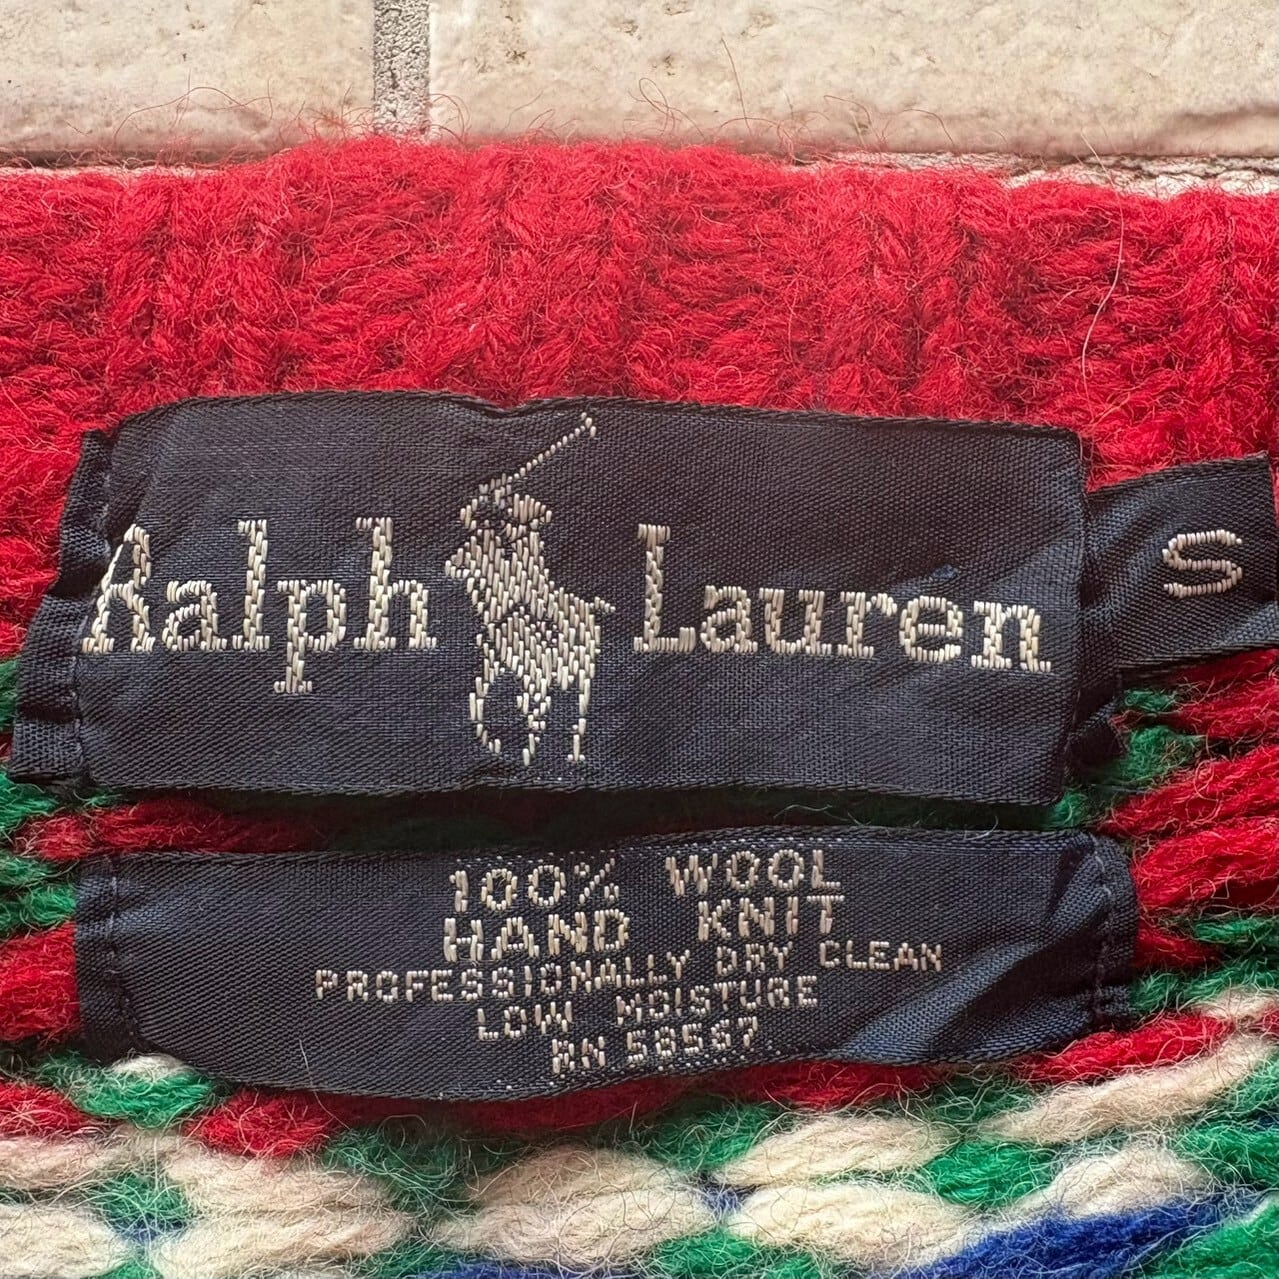 Ralph Lauren
S
100% WOOL
HAND KNIT
PROFESSIONALLY DRY CLEAN
LOW MOISTURE
RN 58567